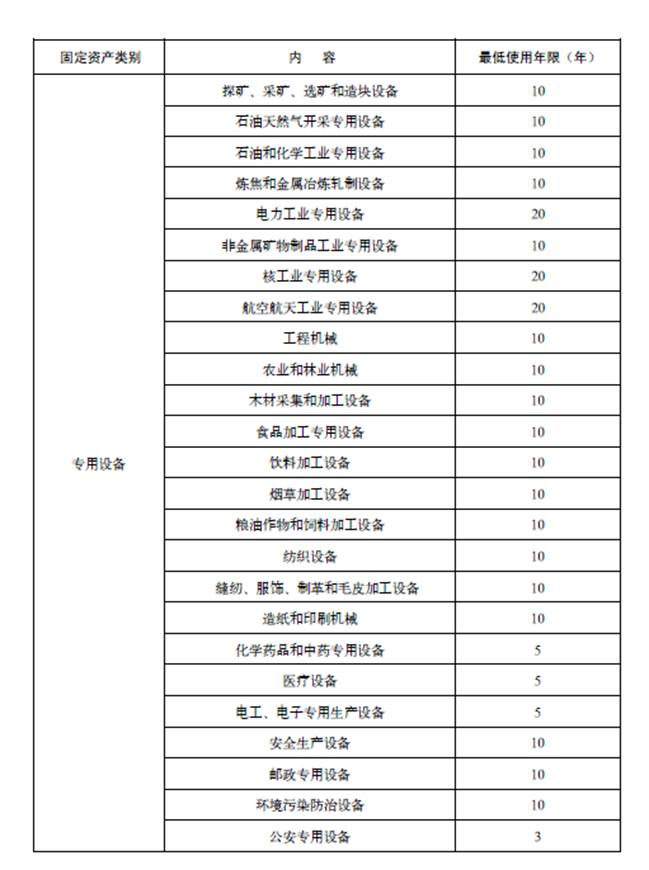 固定资产类别 内 容 最低使用年限（年）
专用设备
探矿、采矿、选矿和造块设备 10
石油天然气开采专用设备 10
石油和化学工业专用设备 10
炼焦和金属冶炼轧制设备 10
电力工业专用设备 20
非金属矿物制品工业专用设备 10
核工业专用设备 20
航空航天工业专用设备 20
工程机械 10
农业和林业机械 10
木材采集和加工设备 10
食品加工专用设备 10
饮料加工设备 10
烟草加工设备 10
粮油作物和饲料加工设备 10
纺织设备 10
缝纫、服饰、制革和毛皮加工设备 10
造纸和印刷机械 10
化学药品和中药专用设备 5
医疗设备 5
电工、电子专用生产设备 5
安全生产设备 10
邮政专用设备 10
环境污染防治设备 10
公安专用设备 3